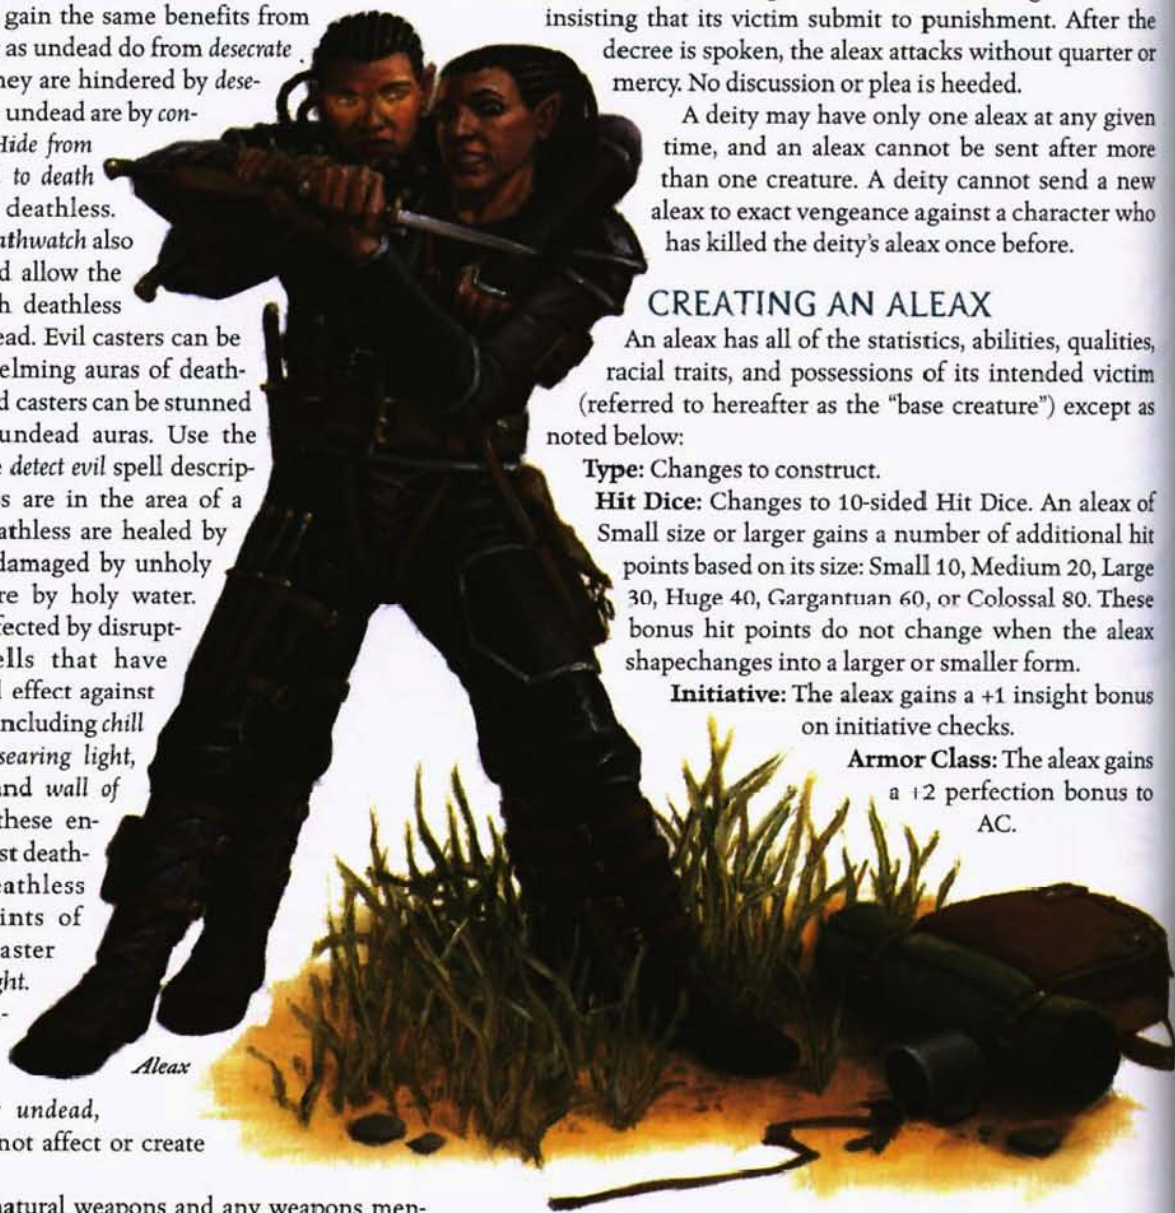 gain the same benefits from
as undead do from desecrate
hey are hindered by dese-
undead are by con-
Hide from
to death
deathless.
athwatch also
d allow the
h deathless
ead. Evil casters can be
elming auras of death-
d casters can be stunned
undead auras. Use the
detect evil spell descrip-
s are in the area of a
athless are healed by
damaged by unholy
re by holy water.
fected by disrupt-
ells that have
l effect against
including chill
searing light,
nd wall of
these en-
st death-
eathless
ints of
aster
ght.
-
Aleax
undead,
not affect or create
natural weapons and any weapons men-
insisting that its victim submit to punishment. After the
decree is spoken, the aleax attacks without quarter or
mercy. No discussion or plea is heeded.
A deity may have only one aleax at any given
time, and an aleax cannot be sent after more
than one creature. A deity cannot send a new
aleax to exact vengeance against a character who
has killed the deity's aleax once before.
CREATING AN ALEAX
An aleax has all of the statistics, abilities, qualities,
racial traits, and possessions of its intended victim
(referred to hereafter as the "base creature") except as
noted below:
Type: Changes to construct.
Hit Dice: Changes to 10-sided Hit Dice. An aleax of
Small size or larger gains a number of additional hit
points based on its size: Small 10, Medium 20, Large
30, Huge 40, Gargantuan 60, or Colossal 80. These
bonus hit points do not change when the aleax
shapechanges into a larger or smaller form.
Initiative: The aleax gains a +1 insight bonus
on initiative checks.
Armor Class: The aleax gains
a +2 perfection bonus to
AC.